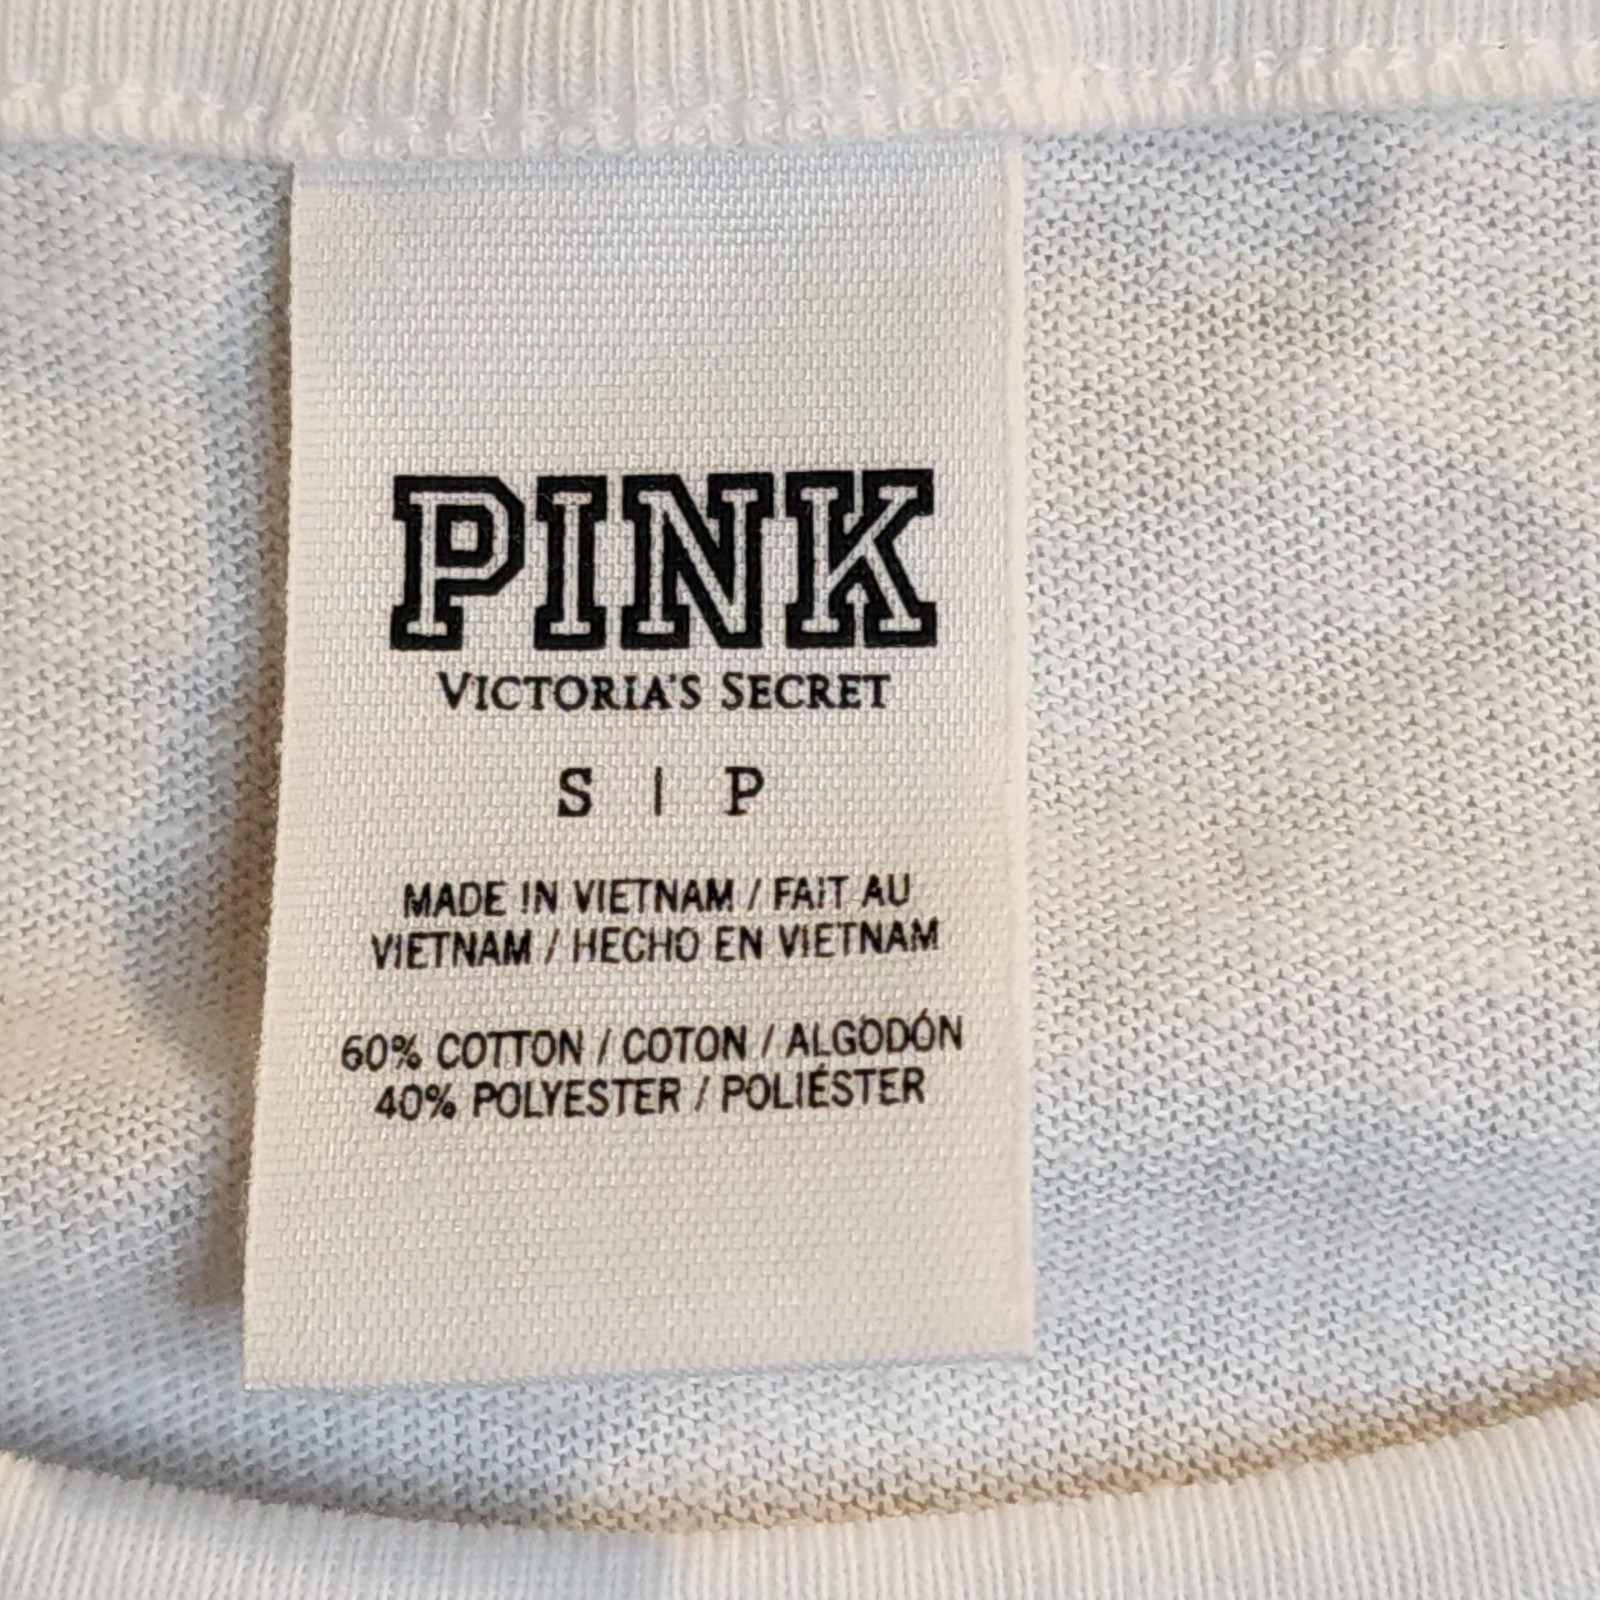 PINK
VICTORIA'S SECRET
S | P
MADE IN VIETNAM / FAIT AU
VIETNAM / HECHO EN VIETNAM
60% COTTON / COTON / ALGODÓN
40% POLYESTER / POLIÉSTER